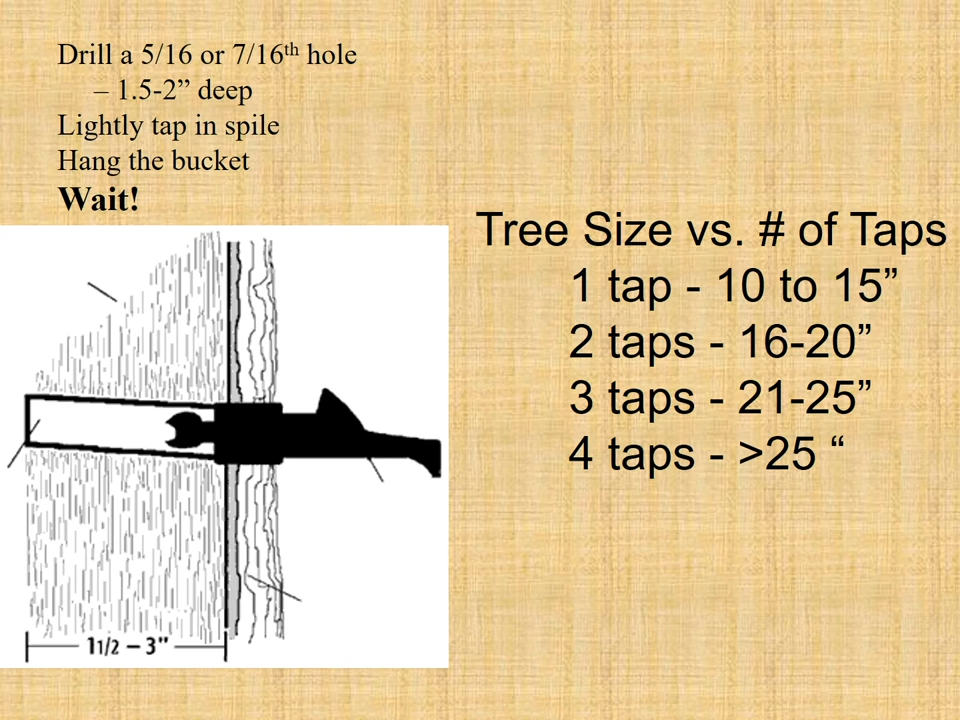 Drill a 5/16 or 7/16th hole
– 1.5-2” deep
Lightly tap in spile
Hang the bucket
Wait!
Tree Size vs. # of Taps
1 tap - 10 to 15”
2 taps - 16-20”
3 taps - 21-25”
4 taps - >25 “
1 1/2 – 3"